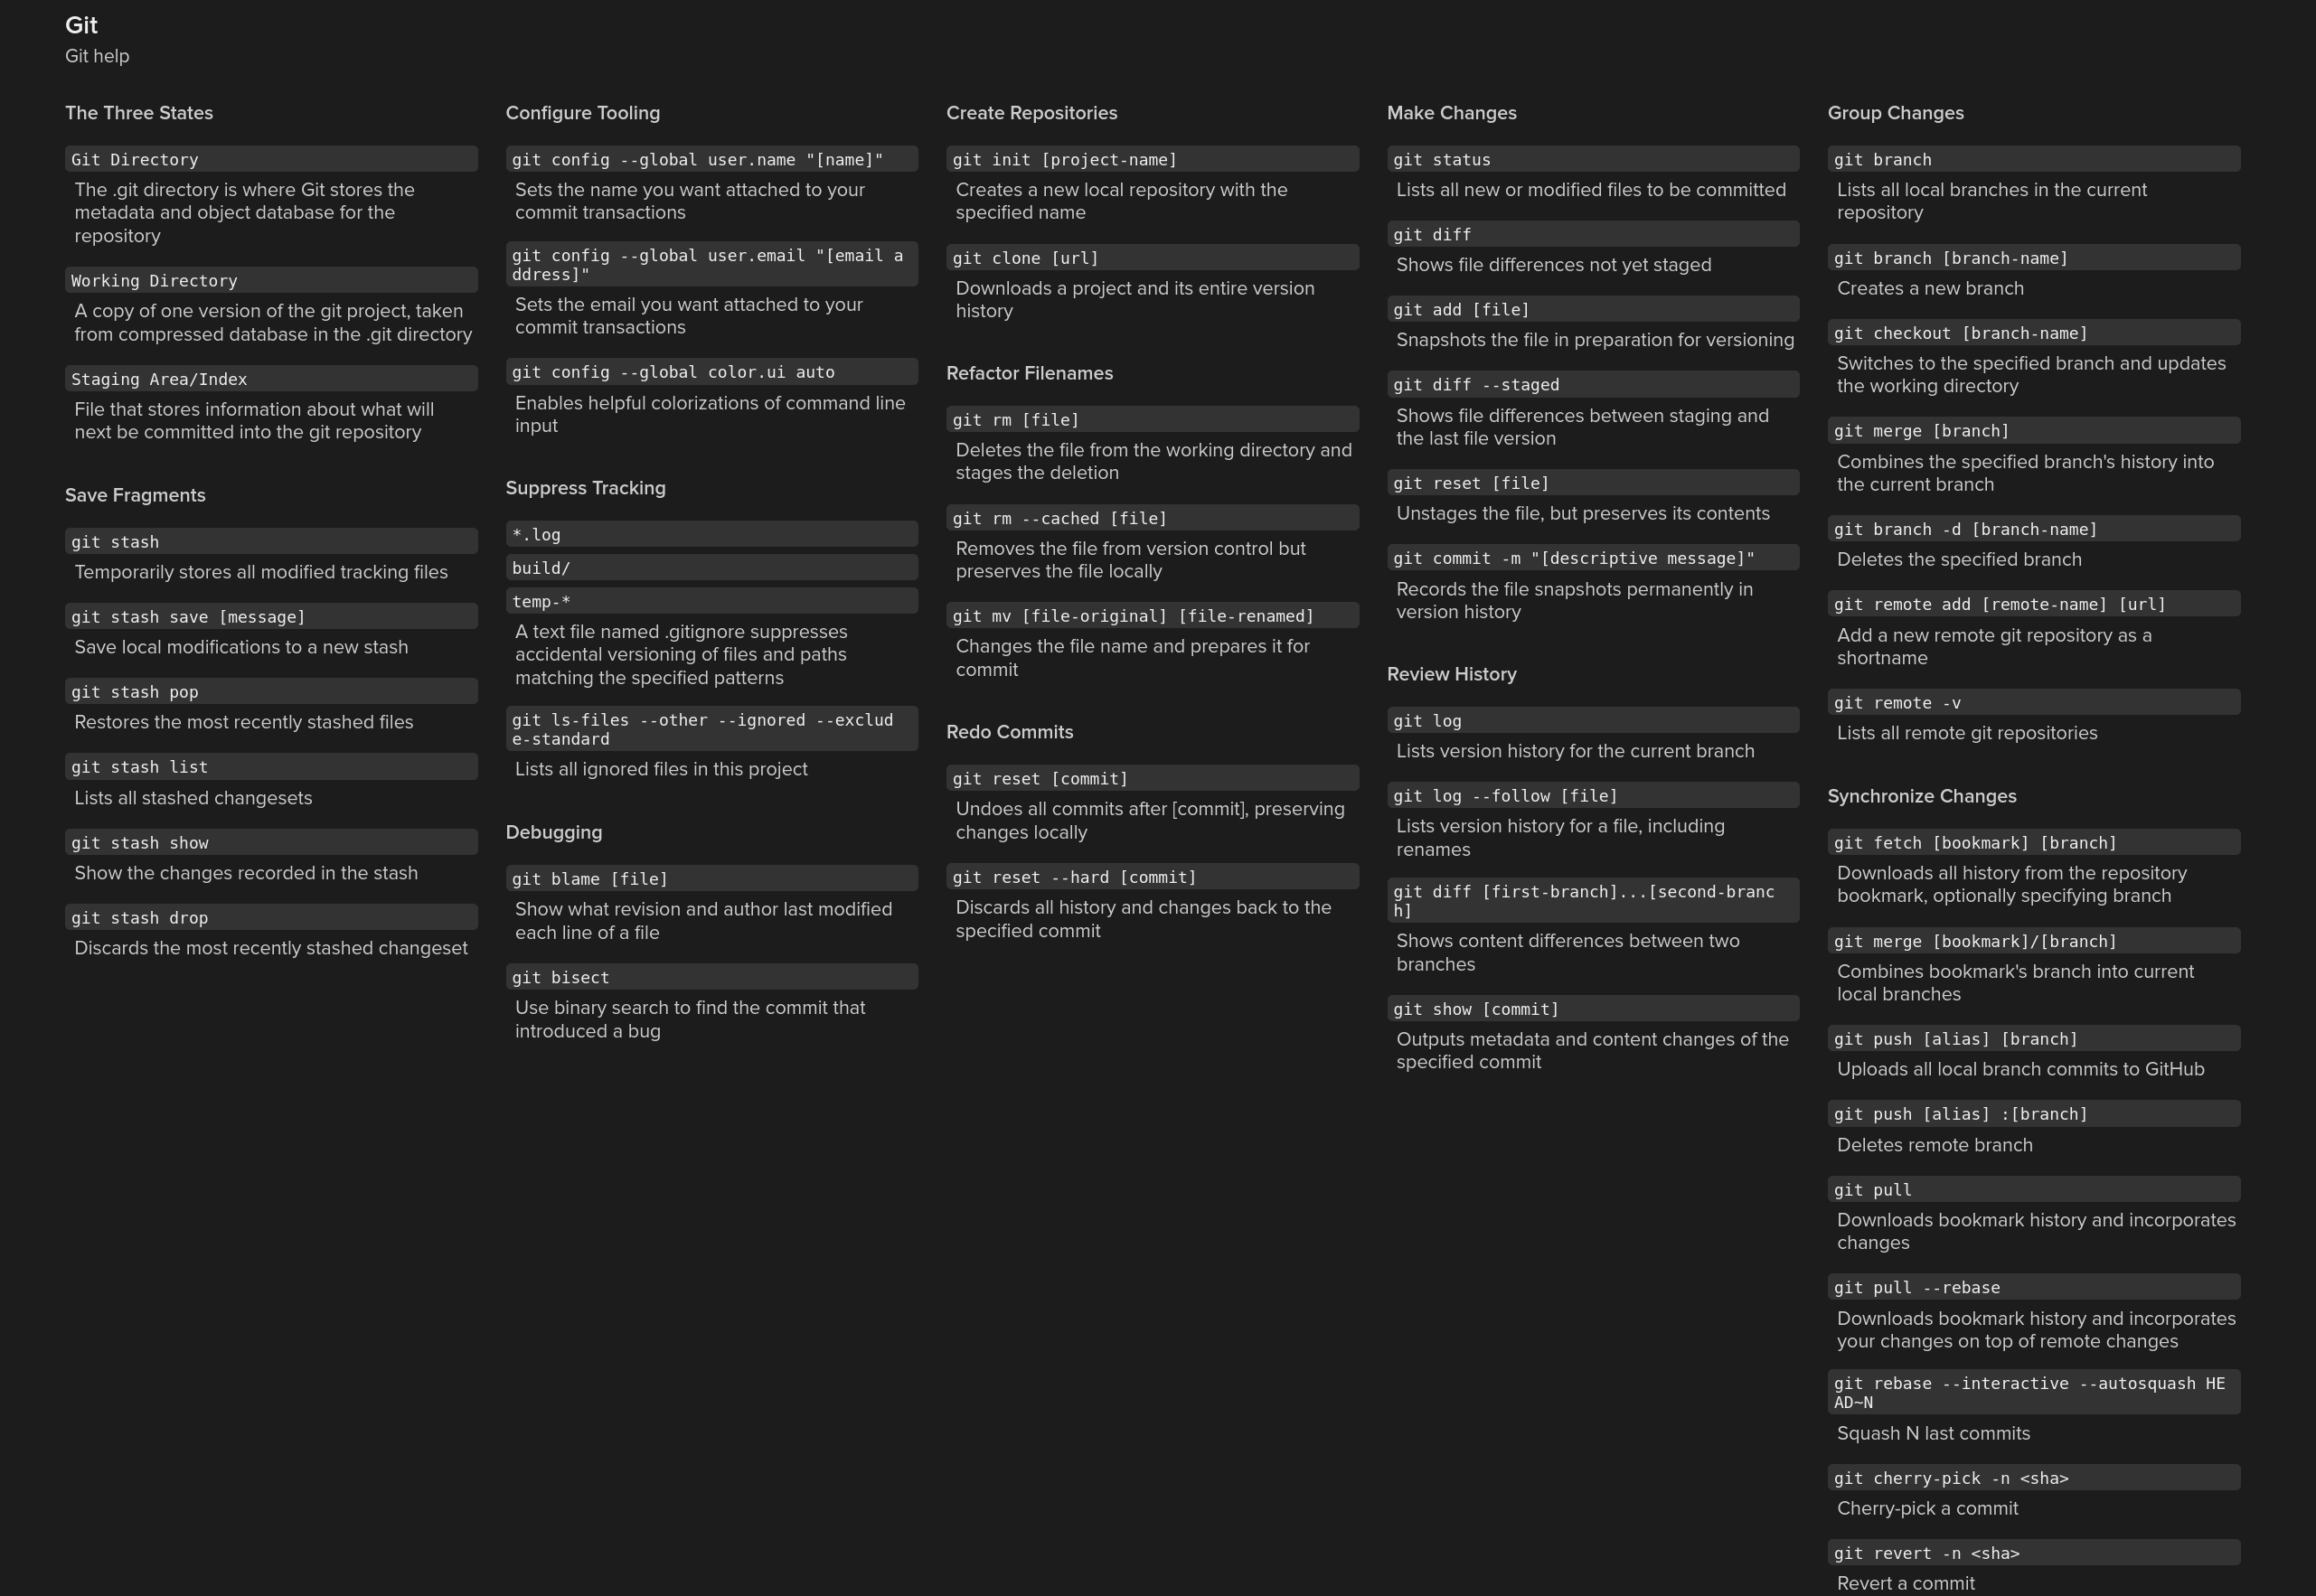 Git
Git help
The Three States
Git Directory
The .git directory is where Git stores the
metadata and object database for the
repository
Working Directory
A copy of one version of the git project, taken
from compressed database in the .git directory
Staging Area/Index
File that stores information about what will
next be committed into the git repository
Save Fragments
git stash
Temporarily stores all modified tracking files
git stash save [message]
Save local modifications to a new stash
git stash pop
Restores the most recently stashed files
git stash list
Lists all stashed changesets
git stash show
Show the changes recorded in the stash
git stash drop
Discards the most recently stashed changeset
Configure Tooling
git config --global user.name "[name]"
Sets the name you want attached to your
commit transactions
git config --global user.email "[email a
ddress]"
Sets the email you want attached to your
commit transactions
git config --global color.ui auto
Enables helpful colorizations of command line
input
Suppress Tracking
*.log
build/
temp-*
A text file named .gitignore suppresses
accidental versioning of files and paths
matching the specified patterns
git ls-files --other --ignored --exclud
e-standard
Lists all ignored files in this project
Debugging
git blame [file]
Show what revision and author last modified
each line of a file
git bisect
Use binary search to find the commit that
introduced a bug
Create Repositories
git init [project-name]
Creates a new local repository with the
specified name
git clone [url]
Downloads a project and its entire version
history
Refactor Filenames
git rm [file]
Deletes the file from the working directory and
stages the deletion
git rm --cached [file]
Removes the file from version control but
preserves the file locally
git mv [file-original] [file-renamed]
Changes the file name and prepares it for
commit
Redo Commits
git reset [commit]
Undoes all commits after [commit], preserving
changes locally
git reset --hard [commit]
Discards all history and changes back to the
specified commit
Make Changes
git status
Lists all new or modified files to be committed
git diff
Shows file differences not yet staged
git add [file]
Snapshots the file in preparation for versioning
git diff --staged
Shows file differences between staging and
the last file version
git reset [file]
Unstages the file, but preserves its contents
git commit -m "[descriptive message]"
Records the file snapshots permanently in
version history
Review History
git log
Lists version history for the current branch
git log --follow [file]
Lists version history for a file, including
renames
git diff [first-branch]...[second-branc
h]
Shows content differences between two
branches
git show [commit]
Outputs metadata and content changes of the
specified commit
Group Changes
git branch
Lists all local branches in the current
repository
git branch [branch-name]
Creates a new branch
git checkout [branch-name]
Switches to the specified branch and updates
the working directory
git merge [branch]
Combines the specified branch's history into
the current branch
git branch -d [branch-name]
Deletes the specified branch
git remote add [remote-name] [url]
Add a new remote git repository as a
shortname
git remote -v
Lists all remote git repositories
Synchronize Changes
git fetch [bookmark] [branch]
Downloads all history from the repository
bookmark, optionally specifying branch
git merge [bookmark]/[branch]
Combines bookmark's branch into current
local branches
git push [alias] [branch]
Uploads all local branch commits to GitHub
git push [alias] :[branch]
Deletes remote branch
git pull
Downloads bookmark history and incorporates
changes
git pull --rebase
Downloads bookmark history and incorporates
your changes on top of remote changes
git rebase --interactive --autosquash HE
AD~N
Squash N last commits
git cherry-pick -n <sha>
Cherry-pick a commit
git revert -n <sha>
Revert a commit